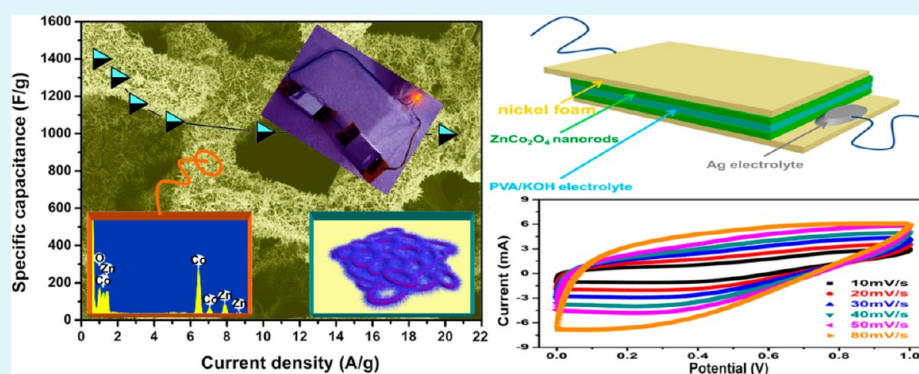 1600
1400
1200
1000
800
600
400
200
0
0 2 4 6 8 10 12 14 16 18 20 22
Specific capacitance (F/g)
Current density (A/g)
O
Zn
Co
Co
Co
Zn
Zn
nickel foam
ZnCo₂O₄ nanorods
PVA/KOH electrolyte
Ag electrolyte
9
6
3
0
-3
-6
-9
Current (mA)
10mV/s
20mV/s
30mV/s
40mV/s
50mV/s
80mV/s
0.0 0.2 0.4 0.6 0.8 1.0
Potential (V)